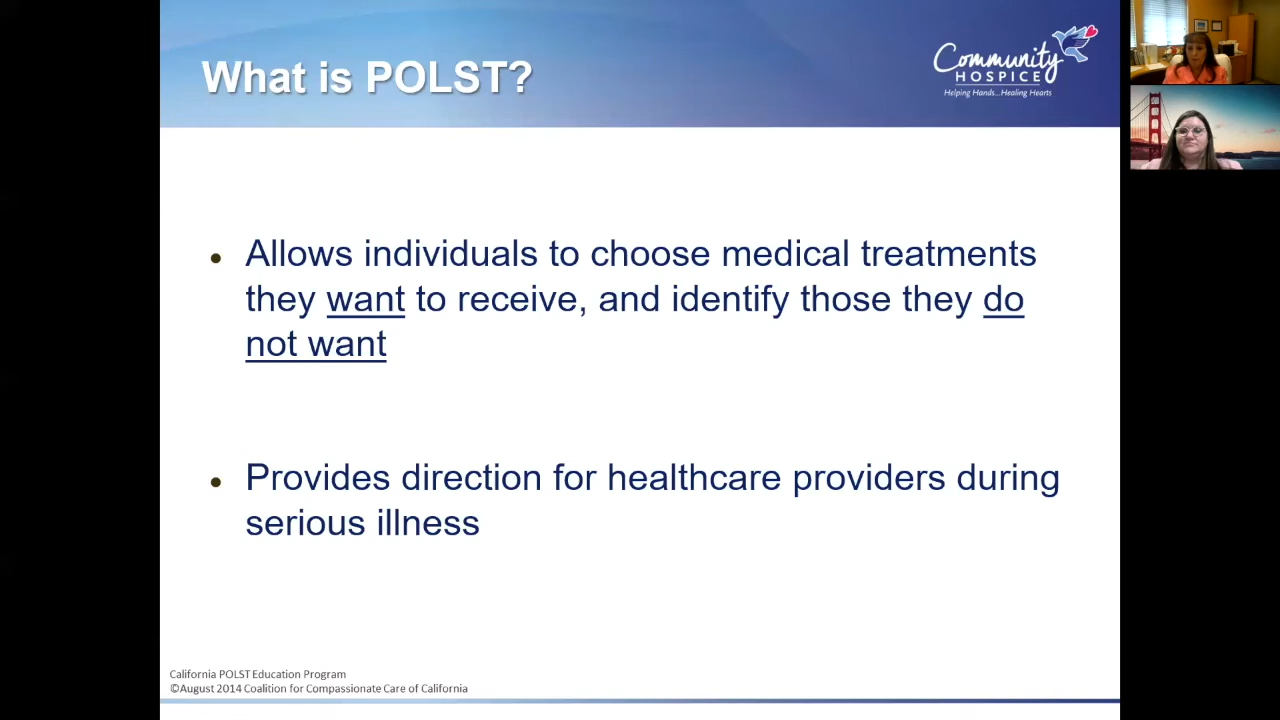 What is POLST?
Community
HOSPICE
Helping Hands...Healing Hearts
• Allows individuals to choose medical treatments
they want to receive, and identify those they do
not want
• Provides direction for healthcare providers during
serious illness
California POLST Education Program
©August 2014 Coalition for Compassionate Care of California